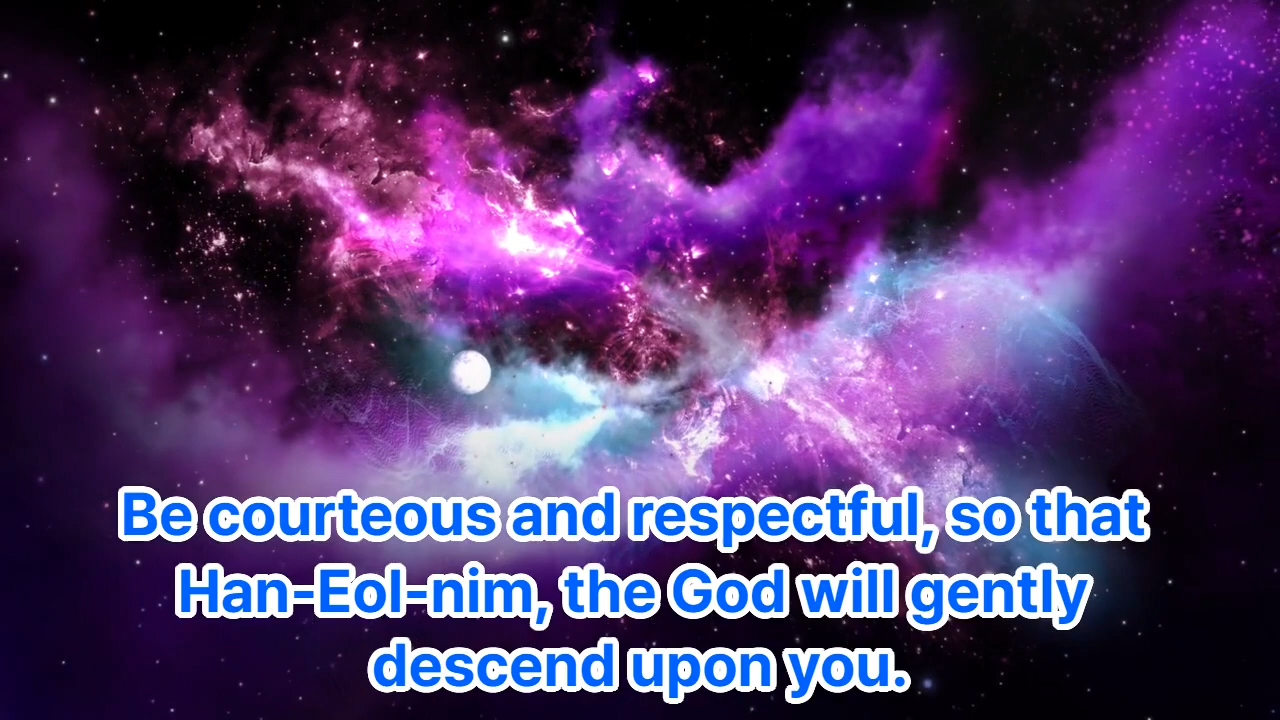 Be courteous and respectful, so that
Han-Eol-nim, the God will gently
descend upon you.